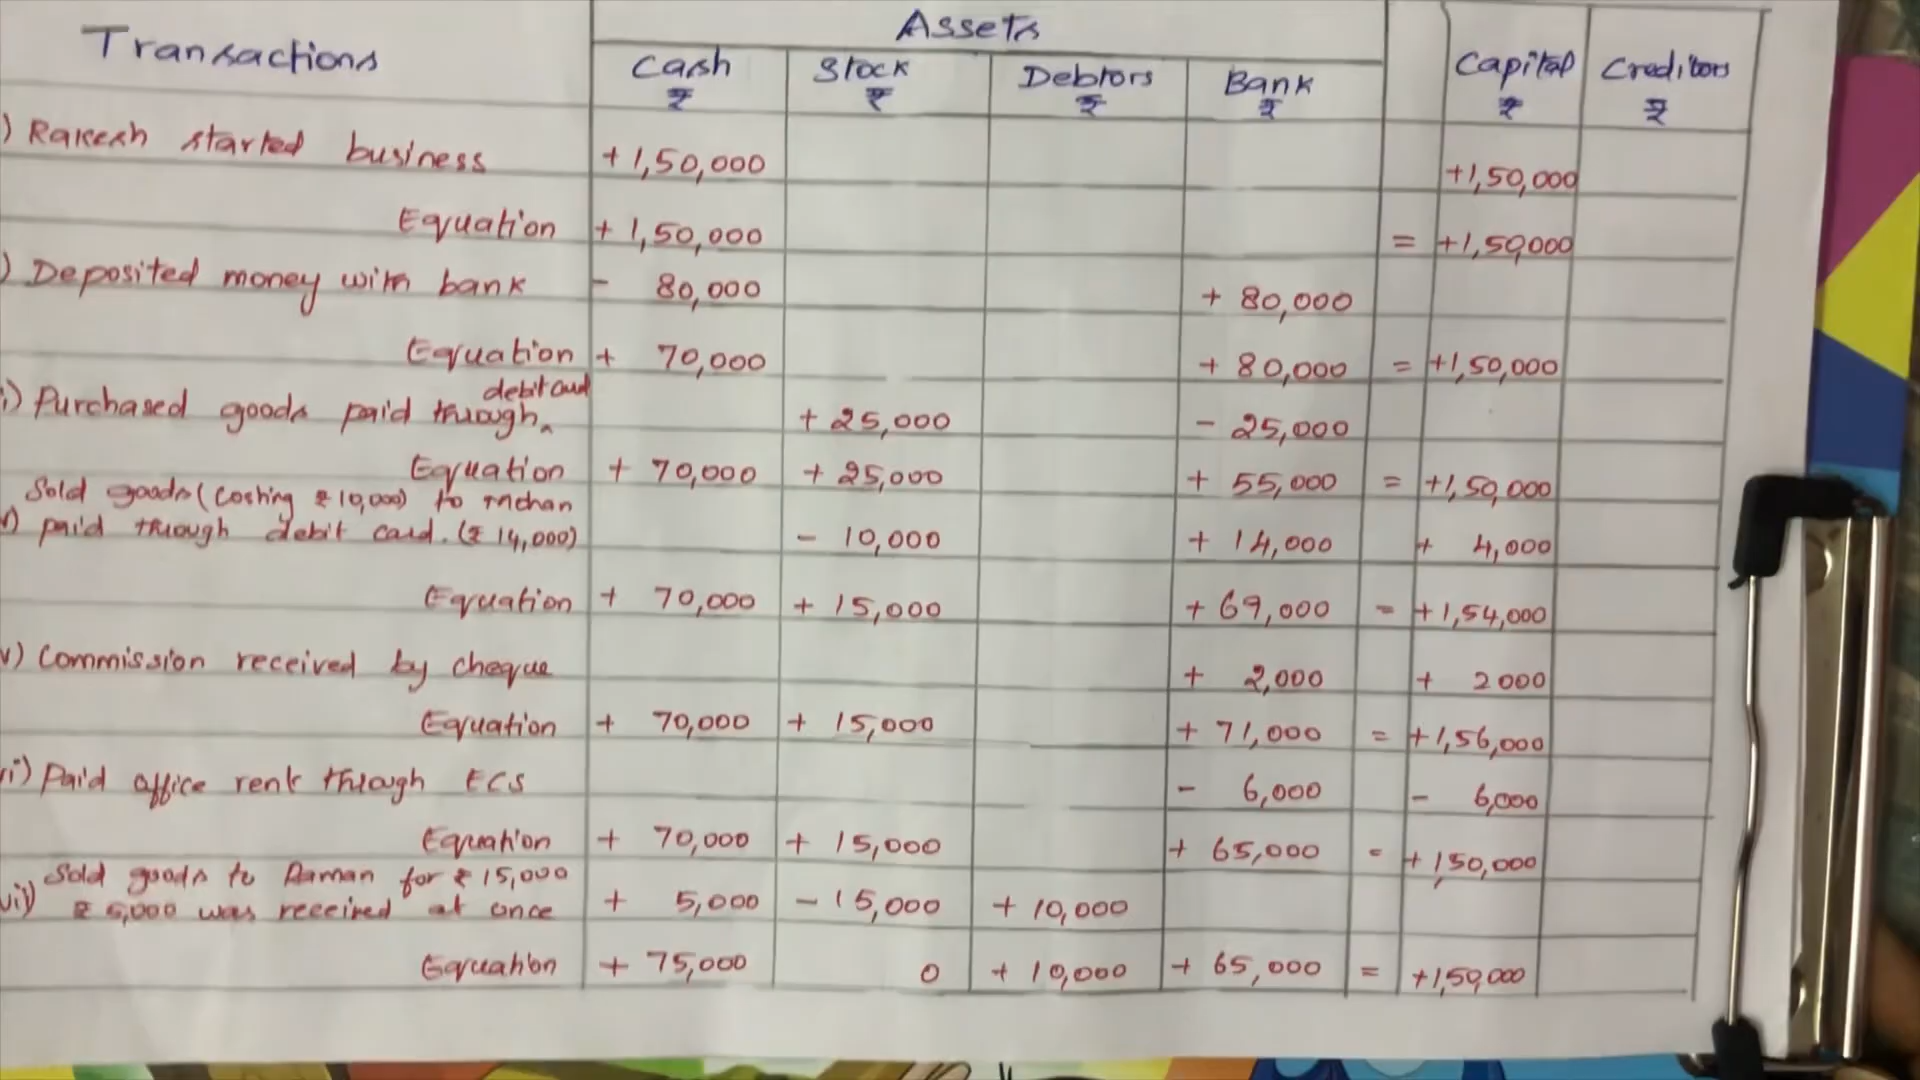 Assets
Transactions Cash Stock Debtors Bank Capital Creditors
₹ ₹ ₹ ₹ ₹ ₹
) Rakesh started business +1,50,000 +1,50,000
Equation + 1,50,000 = +1,50,000
) Deposited money with bank - 80,000 + 80,000
Equation + 70,000 + 80,000 = +1,50,000
debit card
i) Purchased goods paid through + 25,000 - 25,000
Equation + 70,000 + 25,000 + 55,000 = +1,50,000
Sold goods (costing ₹ 10,000) to mohan
v) paid through debit card. (₹ 14,000) - 10,000 + 14,000 + 4,000
Equation + 70,000 + 15,000 + 69,000 = +1,54,000
v) Commission received by cheque + 2,000 + 2000
Equation + 70,000 + 15,000 + 71,000 = +1,56,000
vi) Paid office rent through ECS - 6,000 - 6,000
Equation + 70,000 + 15,000 + 65,000 = +1,50,000
Sold goods to Raman for ₹ 15,000
vii) ₹ 5,000 was received at once + 5,000 - 15,000 + 10,000
Equation + 75,000 0 + 10,000 + 65,000 = +1,50,000